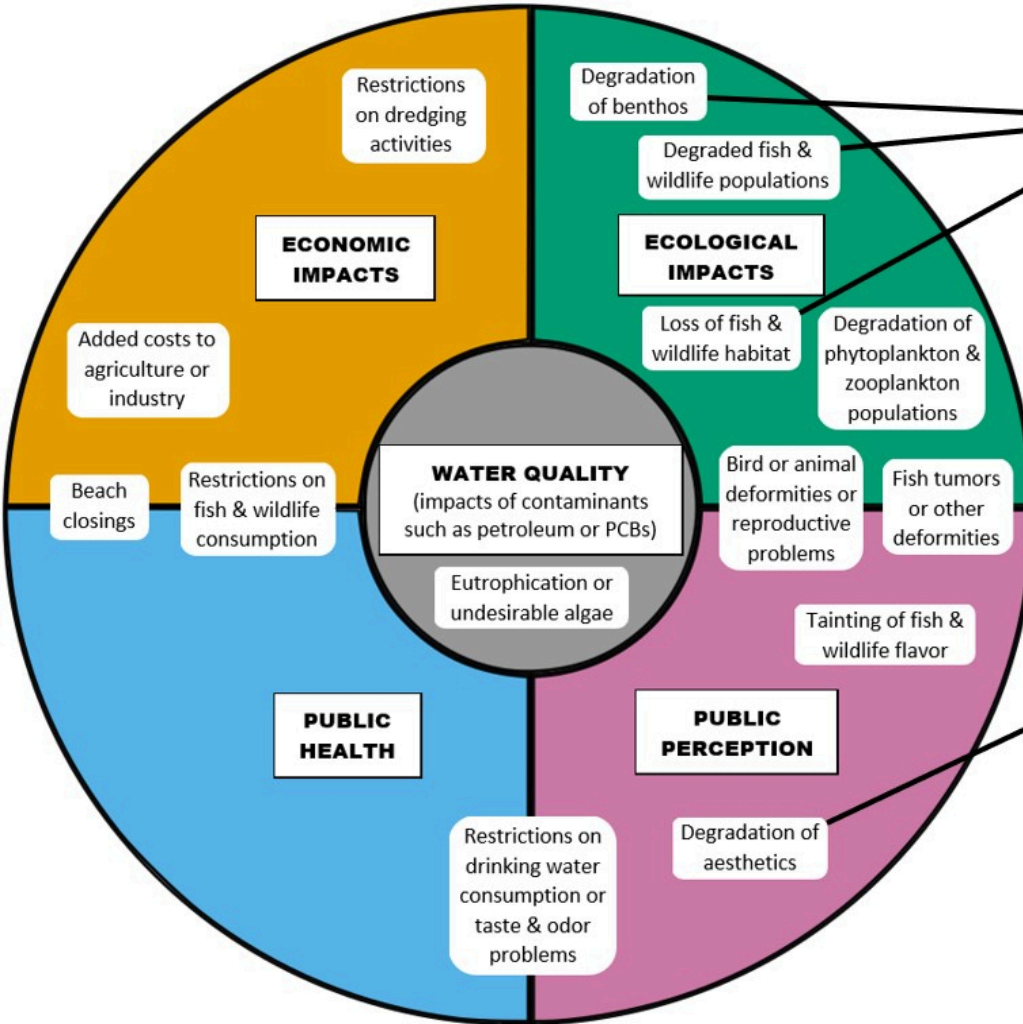 Restrictions
on dredging
activities
ECONOMIC
IMPACTS
Added costs to
agriculture or
industry
Beach
closings
Restrictions on
fish & wildlife
consumption
Degradation
of benthos
Degraded fish &
wildlife populations
ECOLOGICAL
IMPACTS
Loss of fish &
wildlife habitat
Degradation of
phytoplankton &
zooplankton
populations
Bird or animal
deformities or
reproductive
problems
Fish tumors
or other
deformities
WATER QUALITY
(impacts of contaminants
such as petroleum or PCBs)
Eutrophication or
undesirable algae
Tainting of fish &
wildlife flavor
PUBLIC
HEALTH
PUBLIC
PERCEPTION
Degradation of
aesthetics
Restrictions on
drinking water
consumption or
taste & odor
problems